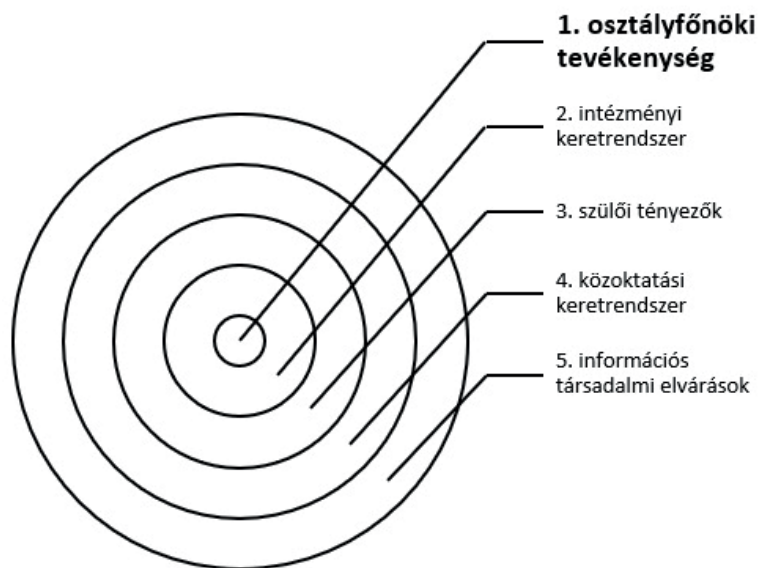 1. osztályfőnöki
tevékenység
2. intézményi
keretrendszer
3. szülői tényezők
4. közoktatási
keretrendszer
5. információs
társadalmi elvárások